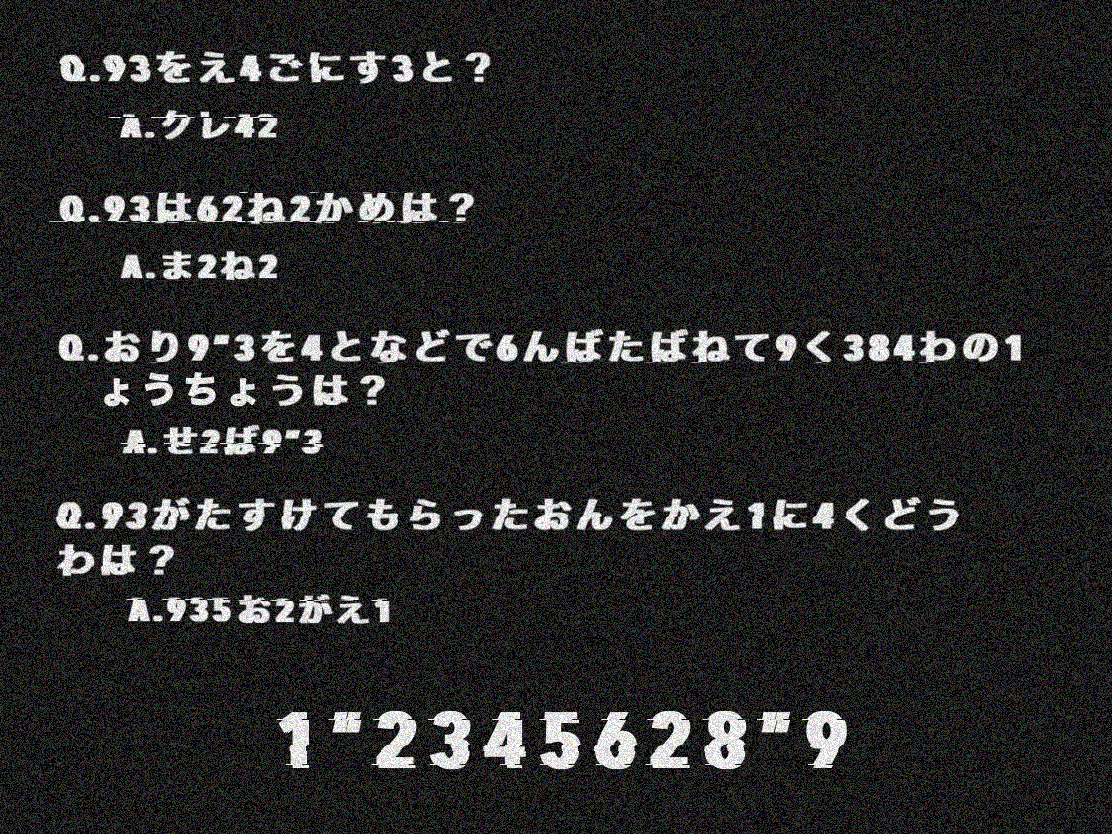 Q.93をえ4ごにす3と？
A.クレ42
Q.93は62ね2かめは？
A.ま2ね2
Q.おり9"3を4となどで6んばたばねて9く384わの1
ょうちょうは？
A.せ2ば9"3
Q.93がたすけてもらったおんをかえ1に4くどう
わは？
A.935お2がえ1
1"2345628"9